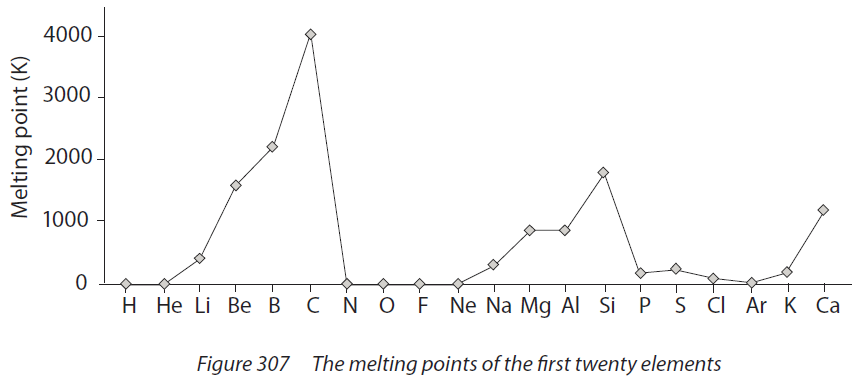 4000
3000
Melting point (K)
2000
1000
0
H He Li Be B C N O F Ne Na Mg Al Si P S Cl Ar K Ca
Figure 307 The melting points of the first twenty elements